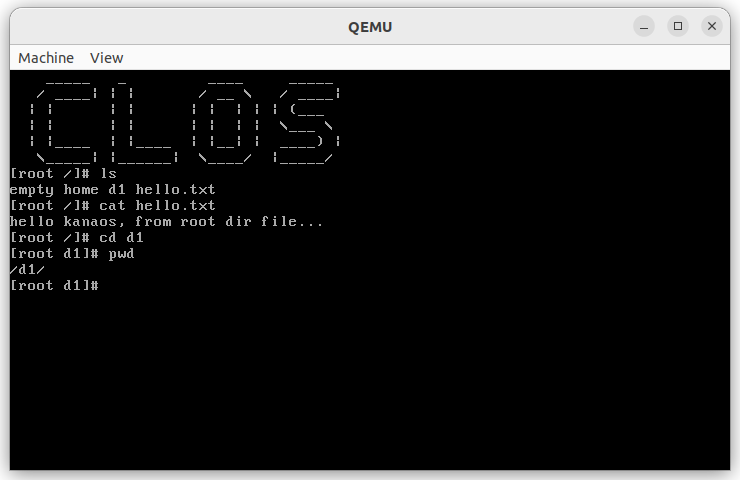 QEMU
Machine View
CLOS
[root /]# ls
empty home d1 hello.txt
[root /]# cat hello.txt
hello kanaos, from root dir file...
[root /]# cd d1
[root d1]# pwd
/d1/
[root d1]#